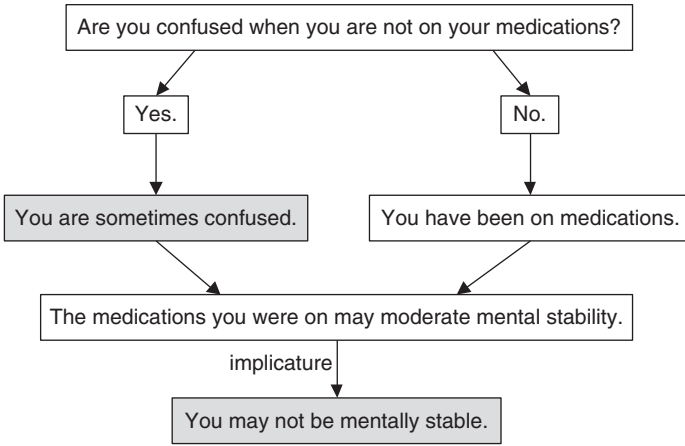 Are you confused when you are not on your medications?
Yes.
No.
You are sometimes confused.
You have been on medications.
The medications you were on may moderate mental stability.
implicature
You may not be mentally stable.